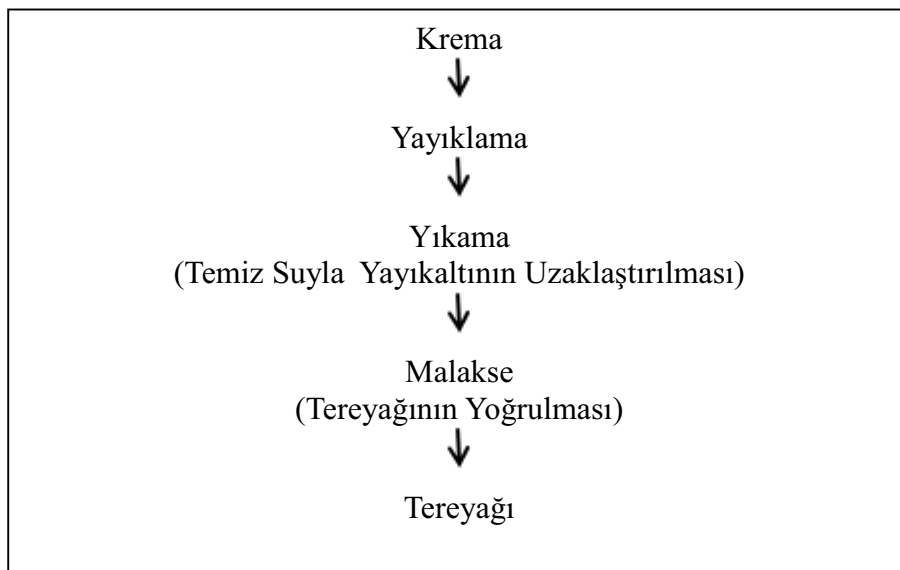 Krema
Yayıklama
Yıkama
(Temiz Suyla Yayıkaltının Uzaklaştırılması)
Malakse
(Tereyağının Yoğrulması)
Tereyağı